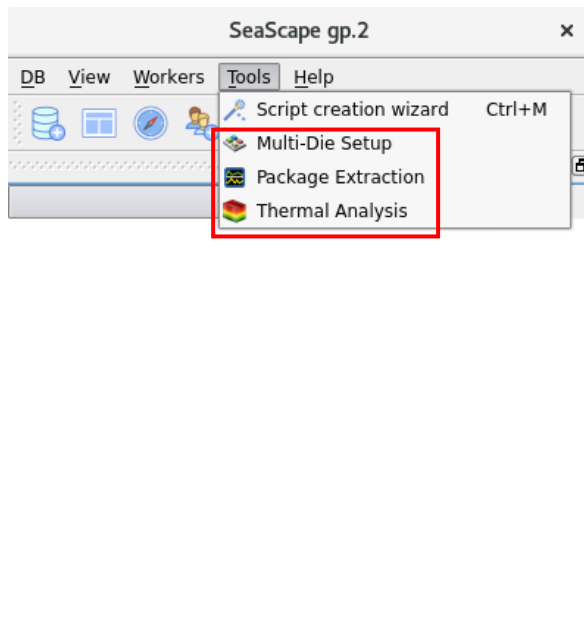 SeaScape gp.2
DB View Workers Tools Help
Script creation wizard Ctrl+M
Multi-Die Setup
Package Extraction
Thermal Analysis